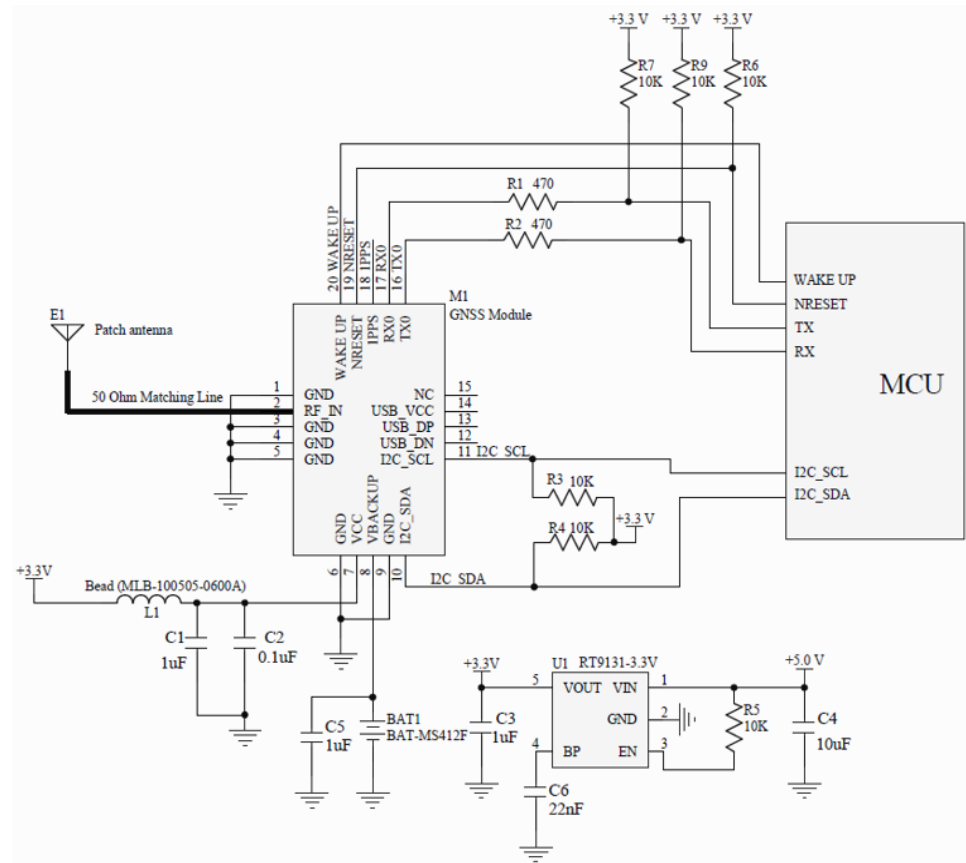 +3.3 V
+3.3 V
+3.3 V
R7
10K
R9
10K
R6
10K
R1 470
R2 470
20 WAKE UP
19 NRESET
18 1PPS
17 RX0
16 TX0
M1
GNSS Module
WAKE UP
NRESET
1PPS
RX0
TX0
WAKE UP
NRESET
TX
RX
MCU
I2C_SCL
I2C_SDA
E1
Patch antenna
50 Ohm Matching Line
1
2
3
4
5
GND
RF_IN
GND
GND
GND
NC
USB_VCC
USB_DP
USB_DN
I2C_SCL
15
14
13
12
11 I2C_SCL
R3 10K
+3.3 V
R4 10K
GND
VCC
VBACKUP
GND
I2C_SDA
6
7
8
9
10
I2C_SDA
+3.3V
Bead (MLB-100505-0600A)
L1
C1
1uF
C2
0.1uF
C5
1uF
BAT1
BAT-MS412F
+3.3V
U1 RT9131-3.3V
+5.0 V
5
VOUT
VIN
1
GND
2
4
BP
EN
3
C3
1uF
R5
10K
C4
10uF
C6
22nF